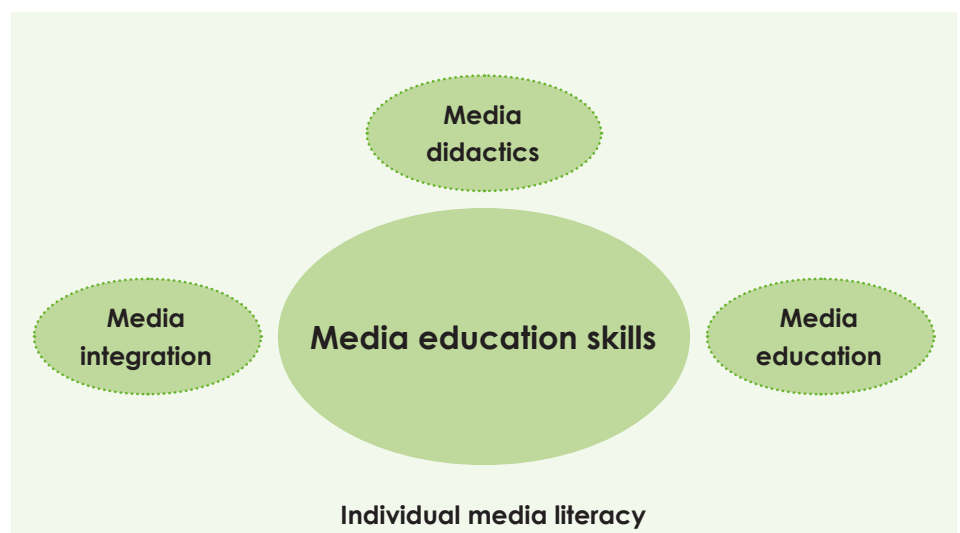 Media
didactics
Media
integration
Media education skills
Media
education
Individual media literacy